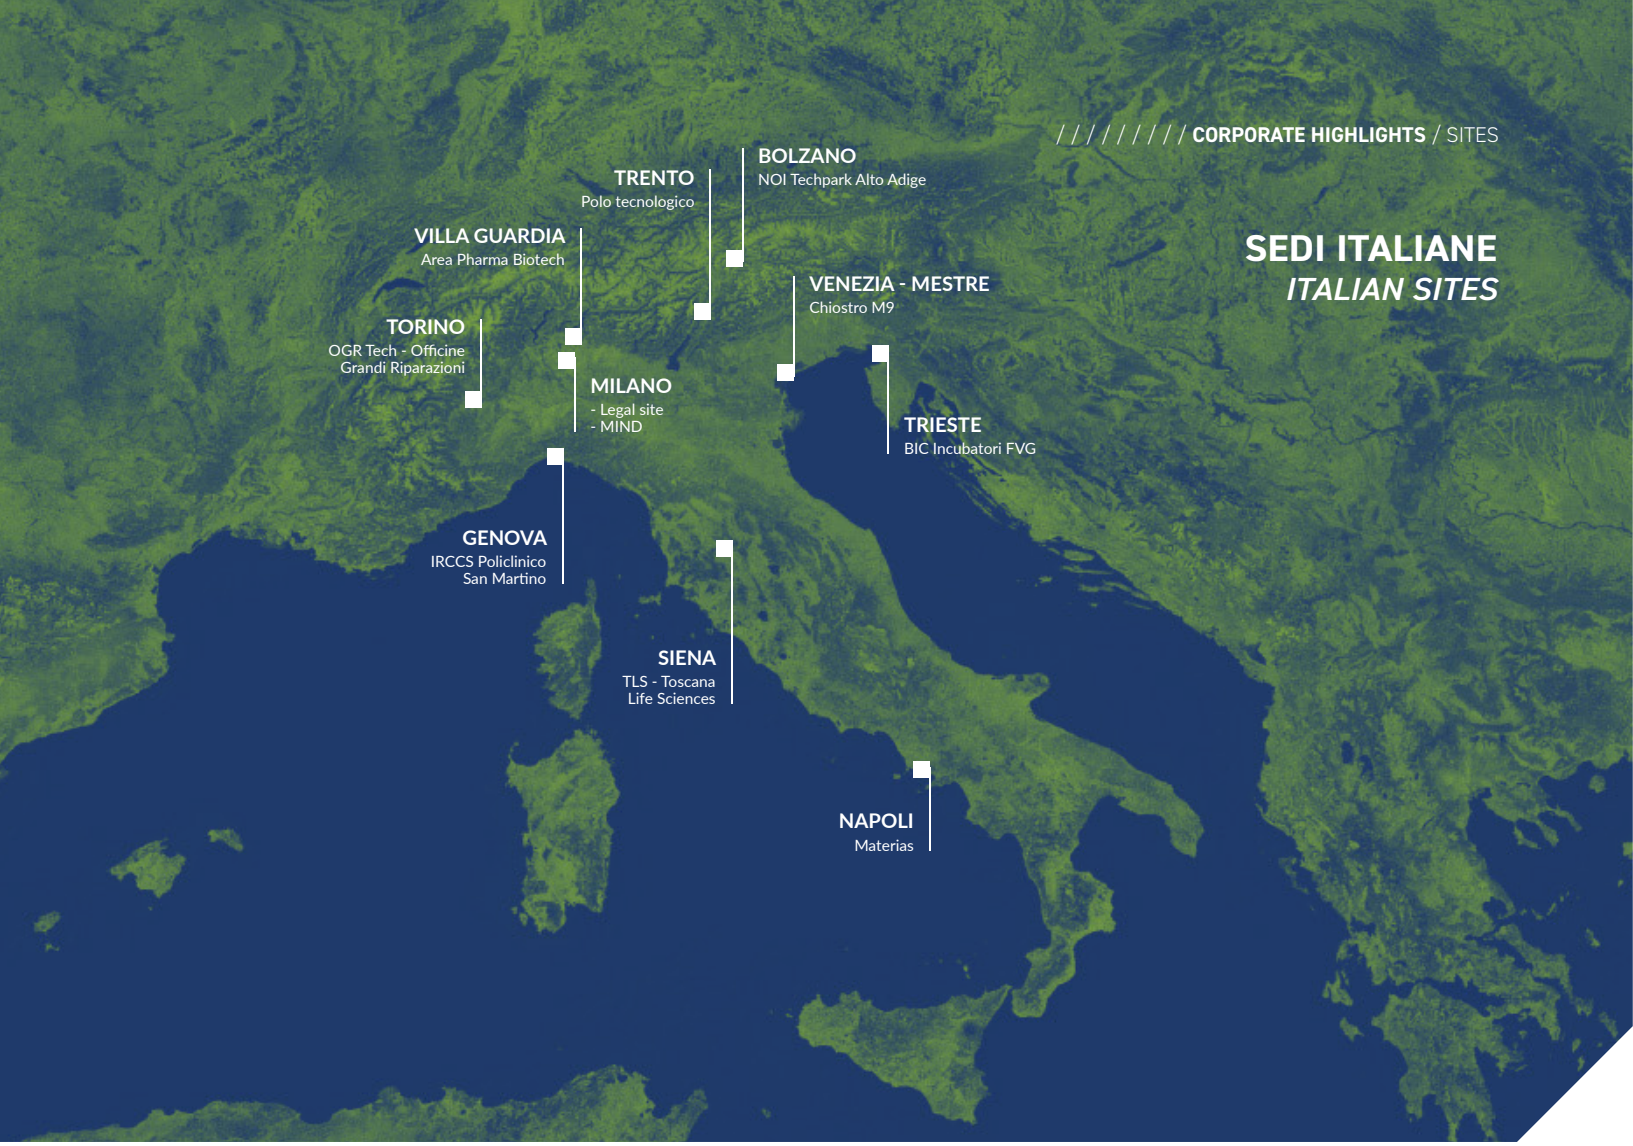 / / / / / / / / / CORPORATE HIGHLIGHTS / SITES
SEDI ITALIANE
ITALIAN SITES
BOLZANO
NOI Techpark Alto Adige
TRENTO
Polo tecnologico
VILLA GUARDIA
Area Pharma Biotech
VENEZIA - MESTRE
Chiostro M9
TORINO
OGR Tech - Officine
Grandi Riparazioni
MILANO
- Legal site
- MIND
TRIESTE
BIC Incubatori FVG
GENOVA
IRCCS Policlinico
San Martino
SIENA
TLS - Toscana
Life Sciences
NAPOLI
Materias